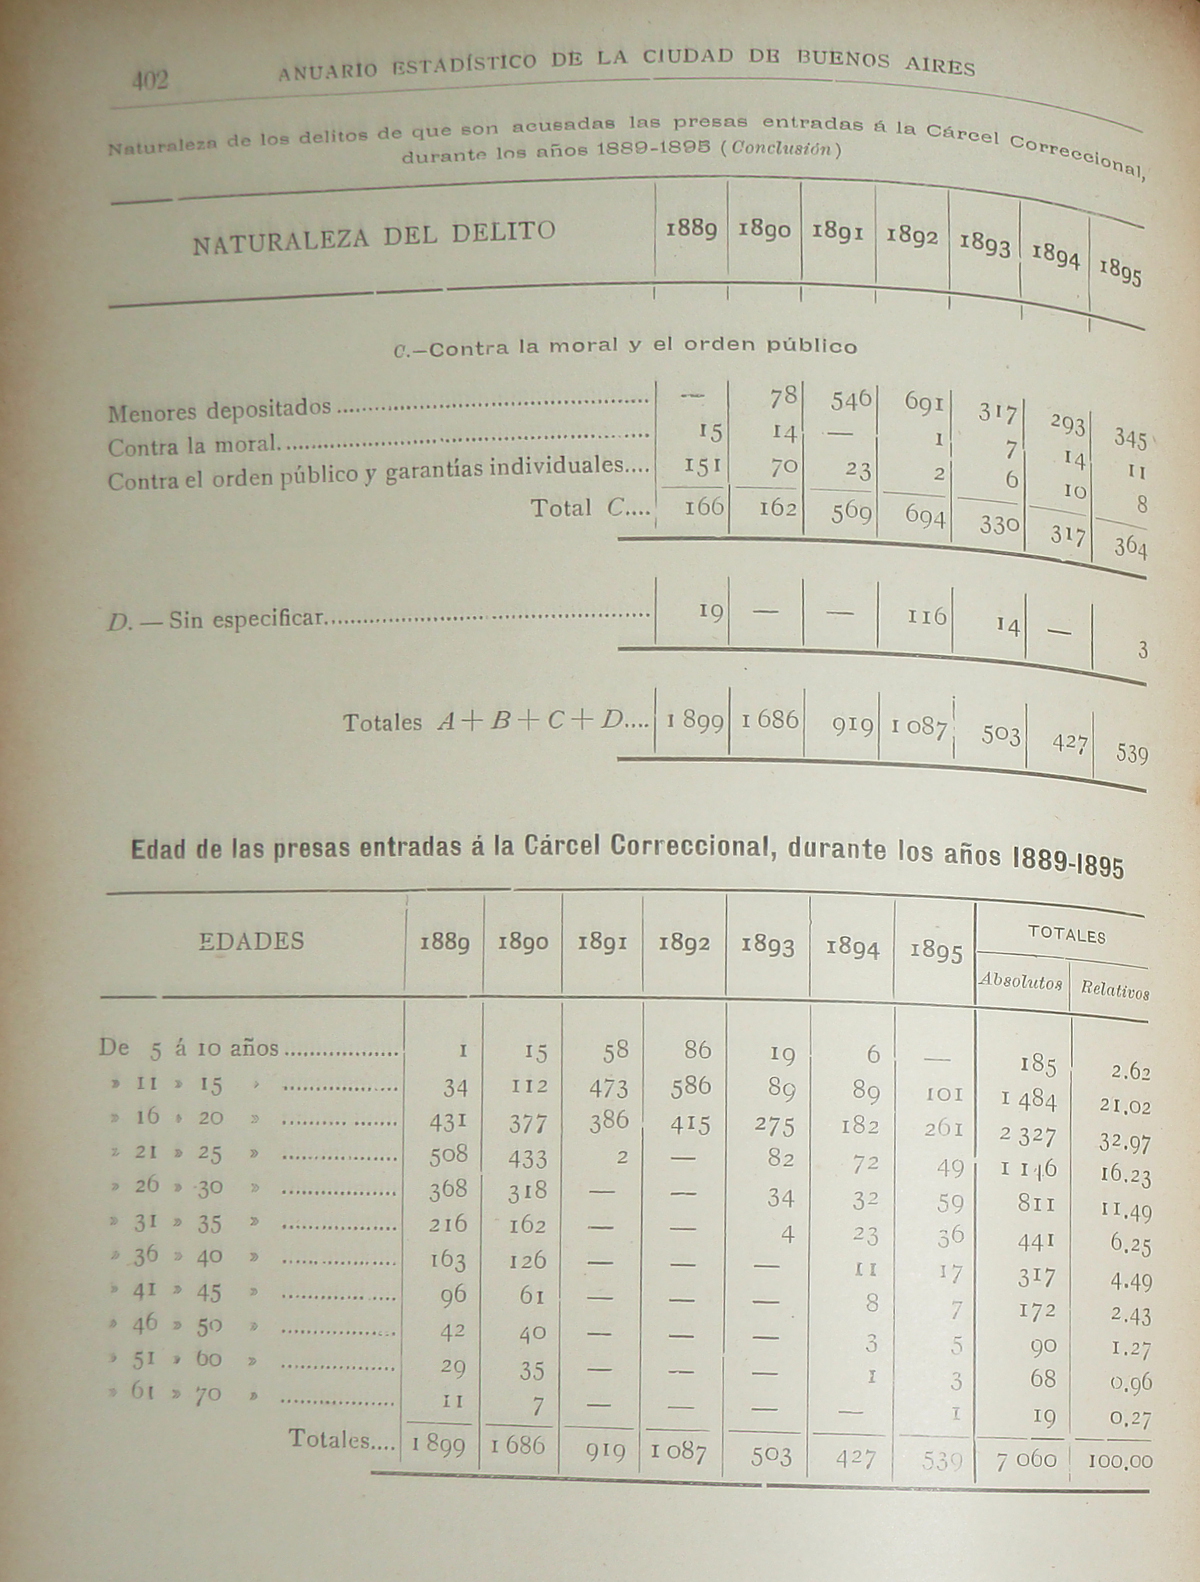 402 ANUARIO ESTADÍSTICO DE LA CIUDAD DE BUENOS AIRES
Naturaleza de los delitos de que son acusadas las presas entradas á la Cárcel Correccional,
durante los años 1889-1895 (Conclusión)
NATURALEZA DEL DELITO 1889 1890 1891 1892 1893 1894 1895
C.—Contra la moral y el orden público
Menores depositados........ — 78 546 691 317 293 345
Contra la moral........ 15 14 — 1 7 14 11
Contra el orden público y garantías individuales.... 151 70 23 2 6 10 8
Total C.... 166 162 569 694 330 317 364
D. — Sin especificar........ 19 — — 116 14 — 3
Totales A + B + C + D.... 1 899 1 686 919 1 087 503 427 539
Edad de las presas entradas á la Cárcel Correccional, durante los años 1889-1895
EDADES 1889 1890 1891 1892 1893 1894 1895 TOTALES
Absolutos Relativos
De 5 á 10 años........ 1 15 58 86 19 6 — 185 2.62
» 11 » 15 » ........ 34 112 473 586 89 89 101 1 484 21.02
» 16 » 20 » ........ 431 377 386 415 275 182 261 2 327 32.97
» 21 » 25 » ........ 508 433 2 — 82 72 49 1 146 16.23
» 26 » 30 » ........ 368 318 — — 34 32 59 811 11.49
» 31 » 35 » ........ 216 162 — — 4 23 36 441 6.25
» 36 » 40 » ........ 163 126 — — — 11 17 317 4.49
» 41 » 45 » ........ 96 61 — — — 8 7 172 2.43
» 46 » 50 » ........ 42 40 — — — 3 5 90 1.27
» 51 » 60 » ........ 29 35 — — — 1 3 68 0.96
» 61 » 70 » ........ 11 7 — — — — 1 19 0.27
Totales.... 1 899 1 686 919 1 087 503 427 539 7 060 100.00